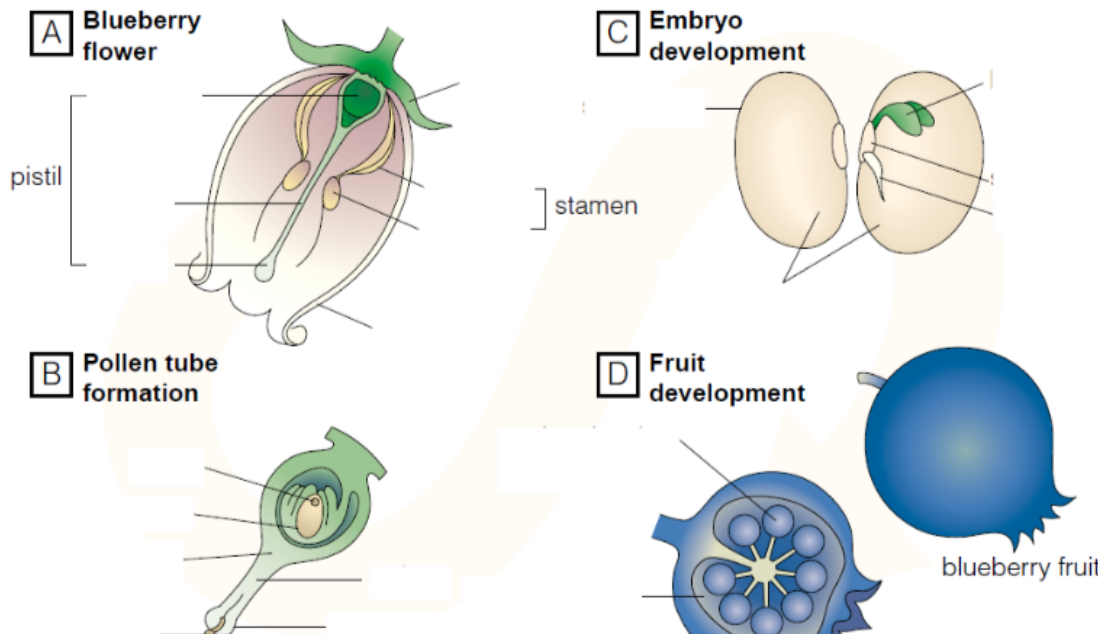 A Blueberry
flower
pistil
stamen
B Pollen tube
formation
C Embryo
development
D Fruit
development
blueberry fruit